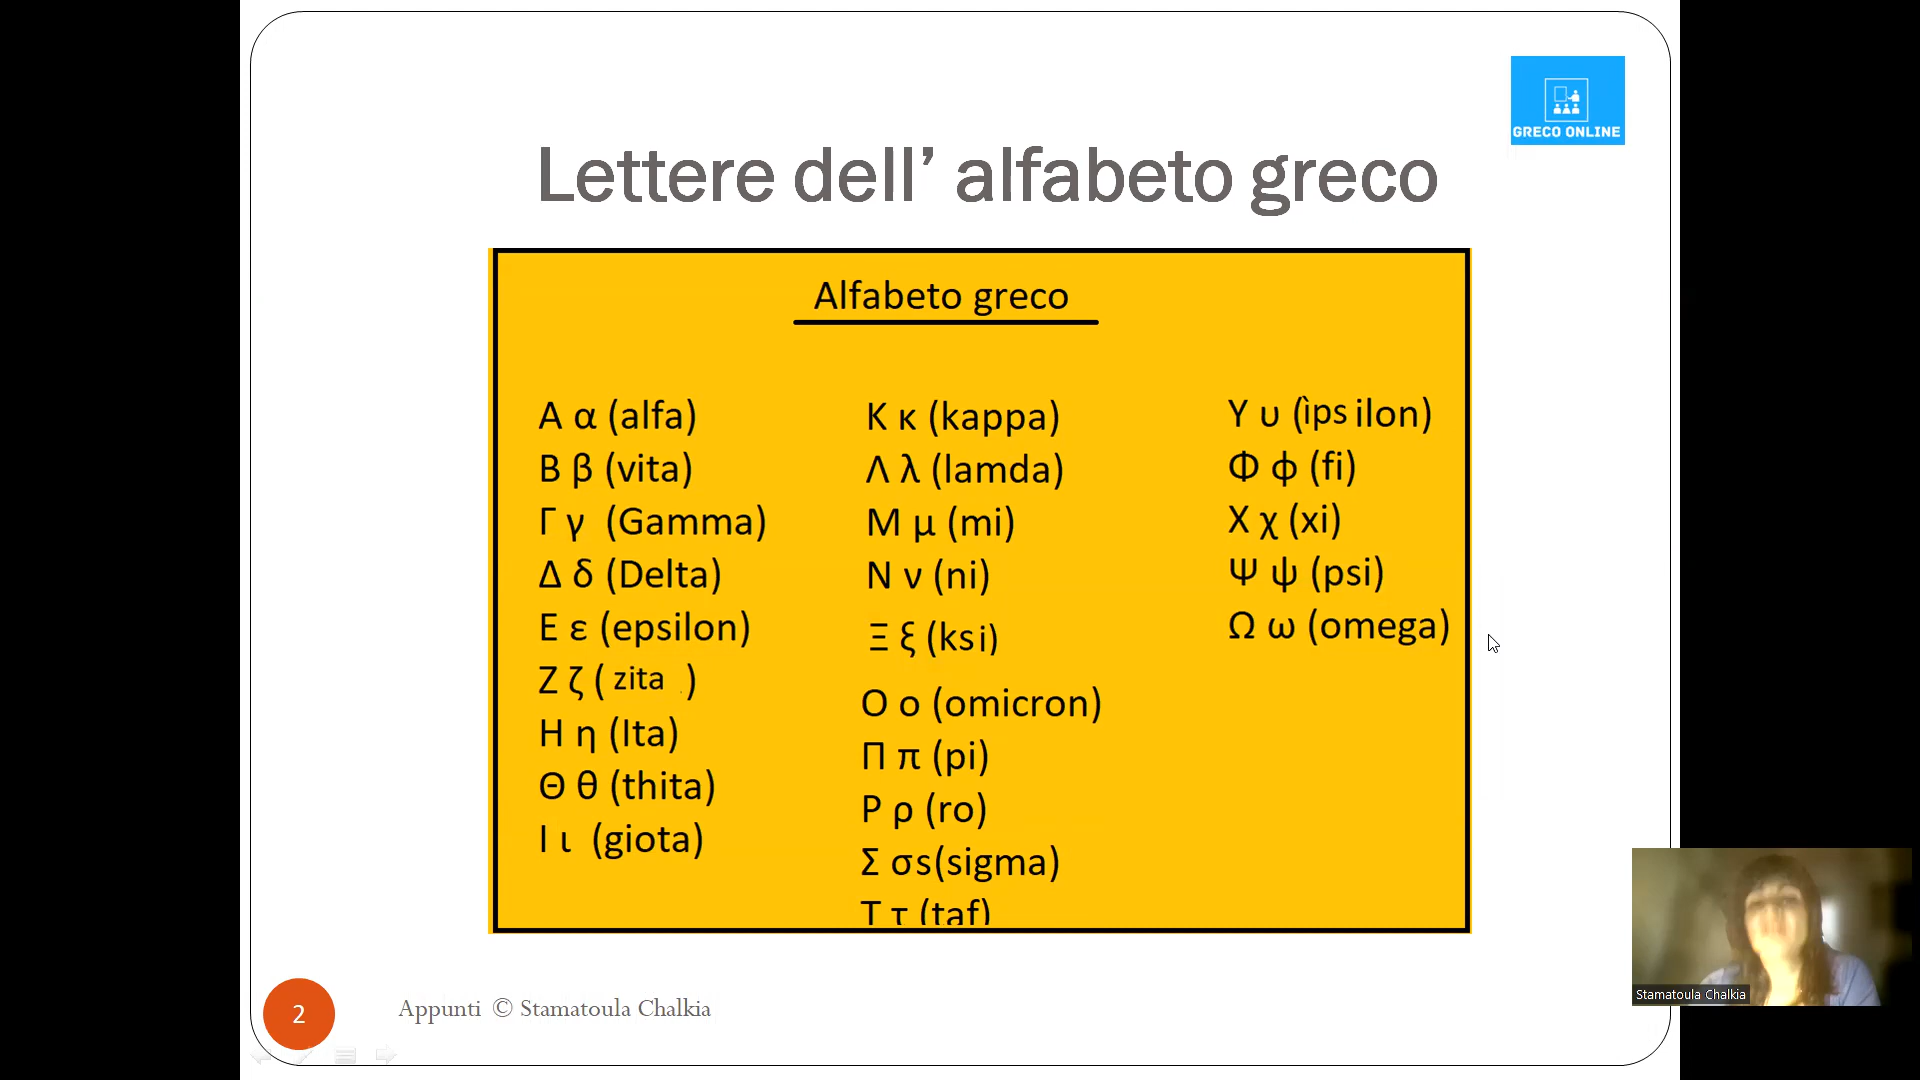 GRECO ONLINE
Lettere dell’ alfabeto greco
Alfabeto greco
Α α (alfa)
Β β (vita)
Γ γ (Gamma)
Δ δ (Delta)
Ε ε (epsilon)
Ζ ζ ( zita )
Η η (Ita)
Θ θ (thita)
Ι ι (giota)
Κ κ (kappa)
Λ λ (lamda)
Μ μ (mi)
Ν ν (ni)
Ξ ξ (ksi)
Ο ο (omicron)
Π π (pi)
Ρ ρ (ro)
Σ σs(sigma)
Τ τ (taf)
Υ υ (ìpsilon)
Φ φ (fi)
Χ χ (xi)
Ψ ψ (psi)
Ω ω (omega)
2
Appunti © Stamatoula Chalkia
Stamatoula Chalkia